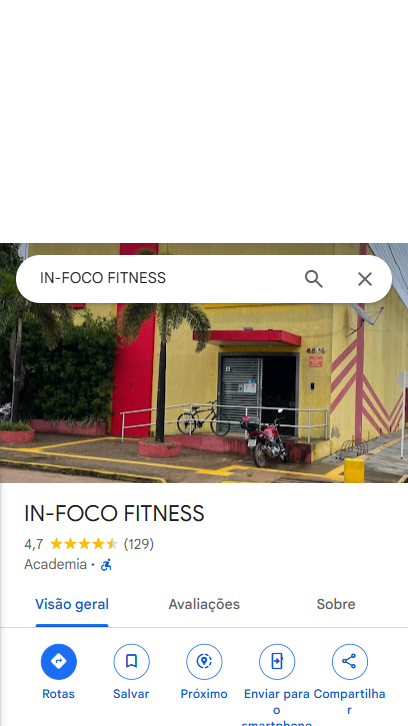 IN-FOCO FITNESS
IN-FOCO FITNESS
4,7 (129)
Academia •
Visão geral
Avaliações
Sobre
Rotas
Salvar
Próximo
Enviar para o smartphone
Compartilhar